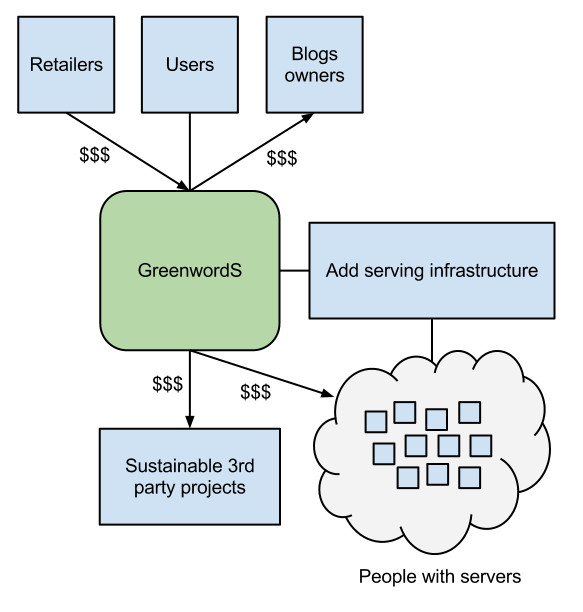 Retailers
Users
Blogs
owners
$$$
$$$
GreenwordS
Add serving infrastructure
$$$
$$$
Sustainable 3rd
party projects
People with servers